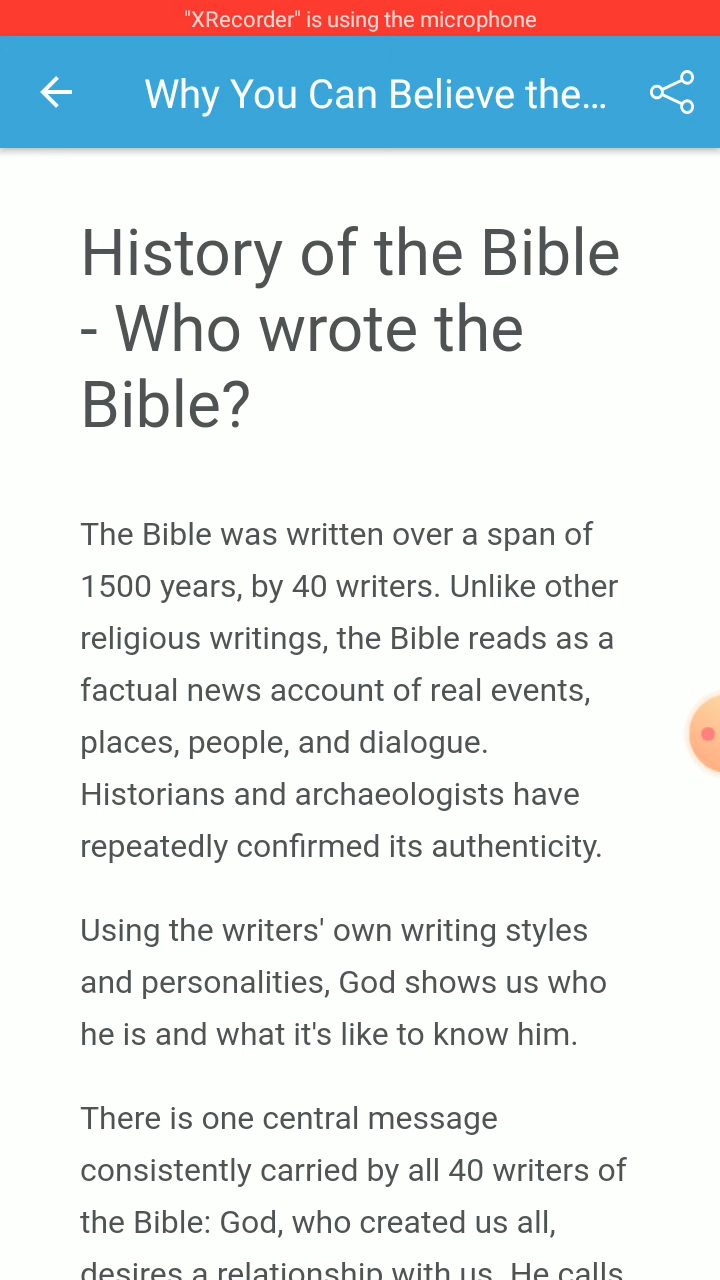 "XRecorder" is using the microphone
Why You Can Believe the...
History of the Bible
- Who wrote the
Bible?
The Bible was written over a span of
1500 years, by 40 writers. Unlike other
religious writings, the Bible reads as a
factual news account of real events,
places, people, and dialogue.
Historians and archaeologists have
repeatedly confirmed its authenticity.
Using the writers' own writing styles
and personalities, God shows us who
he is and what it's like to know him.
There is one central message
consistently carried by all 40 writers of
the Bible: God, who created us all,
desires a relationship with us. He calls